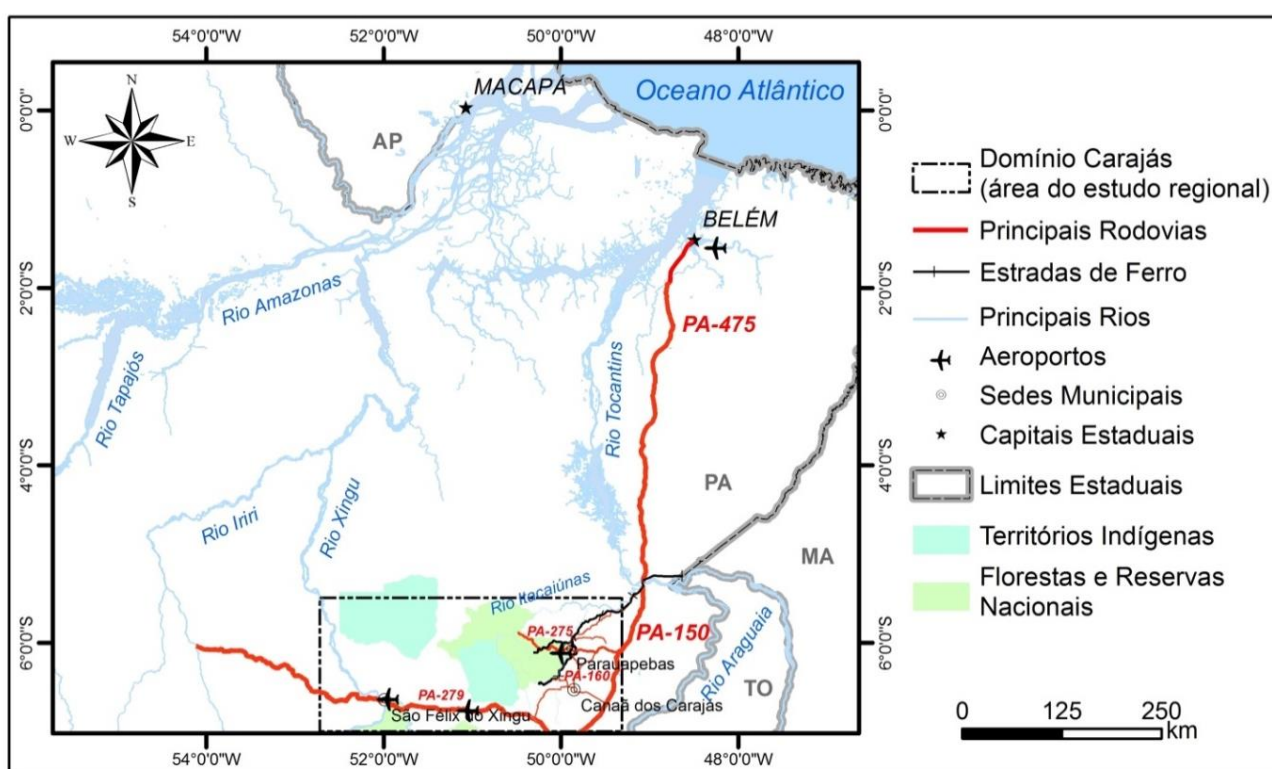 54°0'0"W
52°0'0"W
50°0'0"W
48°0'0"W
N
W
E
S
MACAPÁ
Oceano Atlântico
AP
BELÉM
Rio Amazonas
Rio Tapajós
PA-475
Rio Tocantins
Rio Iriri
Rio Xingu
PA
MA
Rio Itacaiúnas
PA-275
PA-150
Parauapebas
PA-160
Rio Araguaia
TO
PA-279
São Félix do Xingu
Canaã dos Carajás
0°0'0"
2°0'0"S
4°0'0"S
6°0'0"S
0°0'0"
2°0'0"S
4°0'0"S
6°0'0"S
54°0'0"W
52°0'0"W
50°0'0"W
48°0'0"W
Domínio Carajás
(área do estudo regional)
Principais Rodovias
Estradas de Ferro
Principais Rios
Aeroportos
Sedes Municipais
Capitais Estaduais
Limites Estaduais
Territórios Indígenas
Florestas e Reservas
Nacionais
0 125 250
km